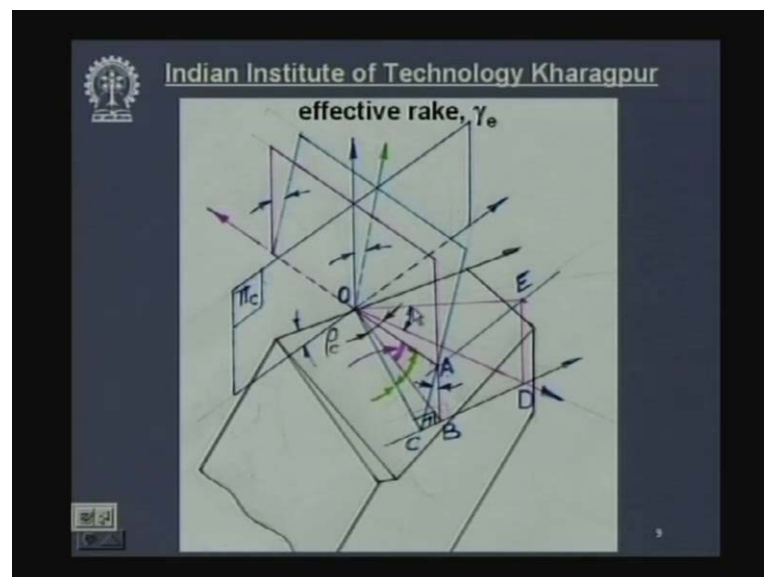 Indian Institute of Technology Kharagpur
effective rake, γe
πc
O
E
ρc
A
D
B
C
9